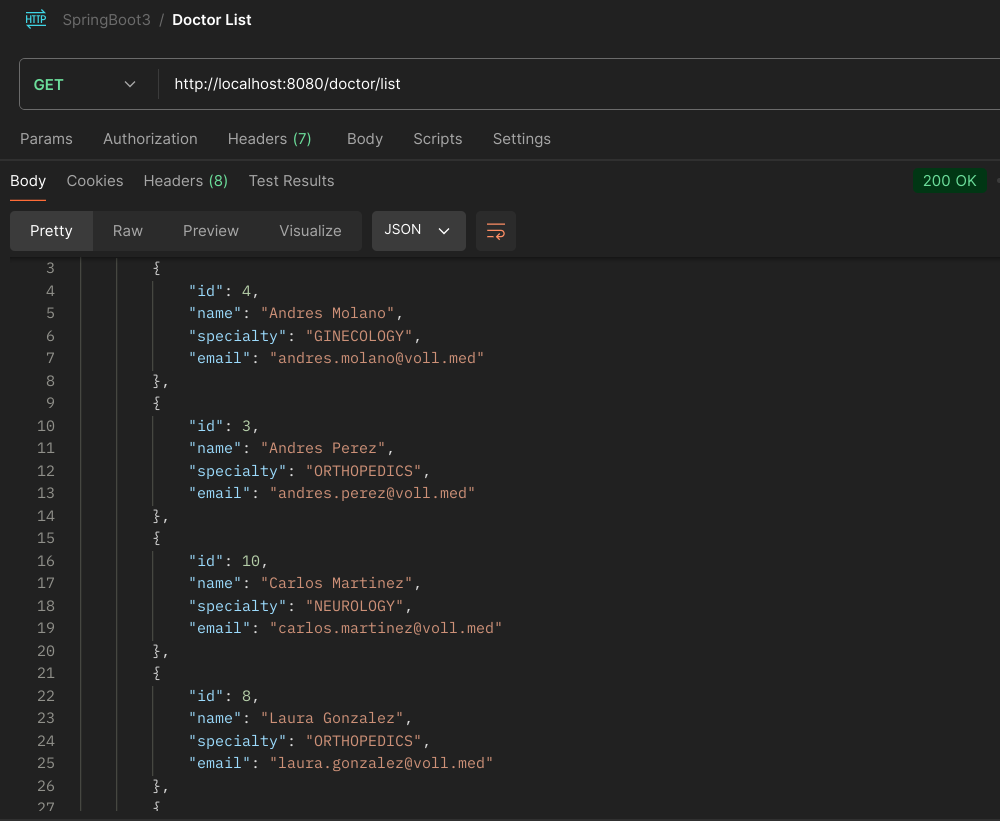 HTTP SpringBoot3 / Doctor List
GET http://localhost:8080/doctor/list
Params Authorization Headers (7) Body Scripts Settings
Body Cookies Headers (8) Test Results 200 OK
Pretty Raw Preview Visualize JSON
3 {
4 "id": 4,
5 "name": "Andres Molano",
6 "specialty": "GINECOLOGY",
7 "email": "andres.molano@voll.med"
8 },
9 {
10 "id": 3,
11 "name": "Andres Perez",
12 "specialty": "ORTHOPEDICS",
13 "email": "andres.perez@voll.med"
14 },
15 {
16 "id": 10,
17 "name": "Carlos Martinez",
18 "specialty": "NEUROLOGY",
19 "email": "carlos.martinez@voll.med"
20 },
21 {
22 "id": 8,
23 "name": "Laura Gonzalez",
24 "specialty": "ORTHOPEDICS",
25 "email": "laura.gonzalez@voll.med"
26 },
27 {